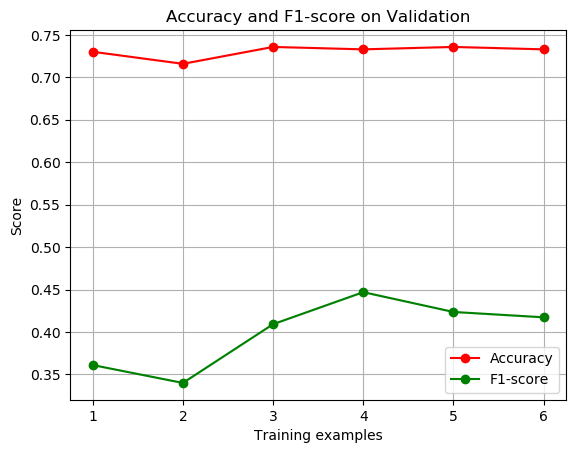 Accuracy and F1-score on Validation
0.75
0.70
0.65
0.60
0.55
0.50
0.45
0.40
0.35
Score
Accuracy
F1-score
1 2 3 4 5 6
Training examples